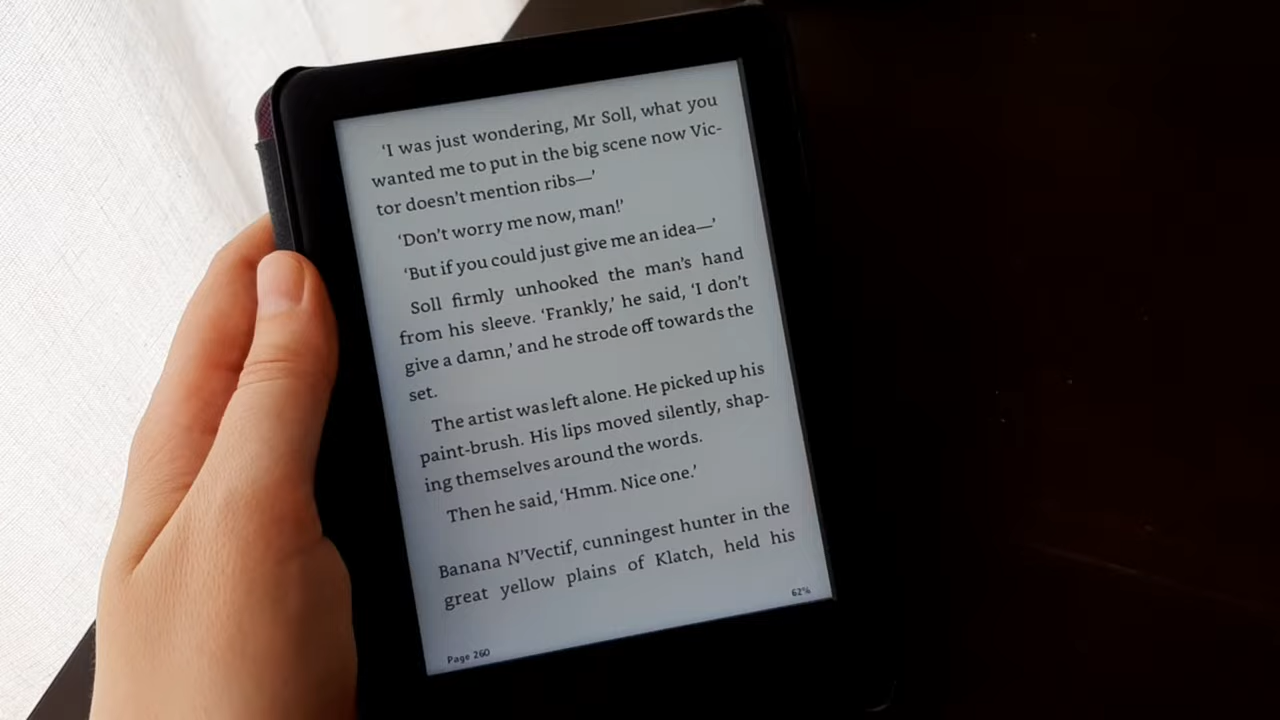 ‘I was just wondering, Mr Soll, what you
wanted me to put in the big scene now Vic-
tor doesn’t mention ribs—’
‘Don’t worry me now, man!’
‘But if you could just give me an idea—’
Soll firmly unhooked the man’s hand
from his sleeve. ‘Frankly,’ he said, ‘I don’t
give a damn,’ and he strode off towards the
set.
The artist was left alone. He picked up his
paint-brush. His lips moved silently, shap-
ing themselves around the words.
Then he said, ‘Hmm. Nice one.’
Banana N’Vectif, cunningest hunter in the
great yellow plains of Klatch, held his
Page 260
62%